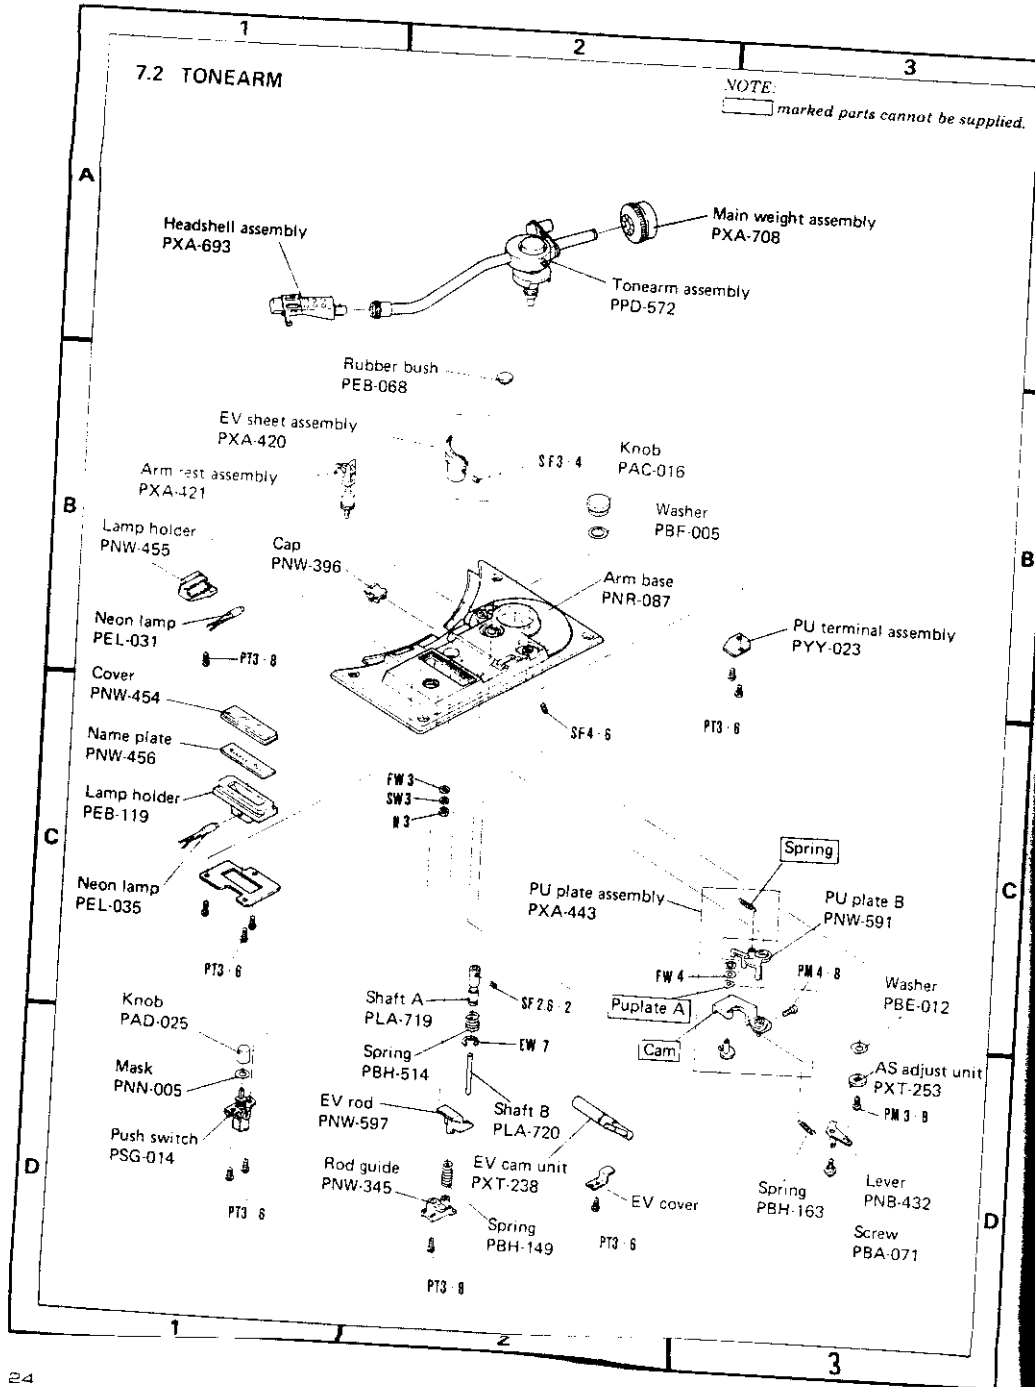 1
2
3
7.2 TONEARM
NOTE:
marked parts cannot be supplied.
A
Headshell assembly
PXA-693
Main weight assembly
PXA-708
Tonearm assembly
PPD-572
Rubber bush
PEB-068
EV sheet assembly
PXA-420
SF3·4
Knob
PAC-016
Arm rest assembly
PXA-421
B
Washer
PBF-005
Lamp holder
PNW-455
Cap
PNW-396
B
Arm base
PNR-087
Neon lamp
PEL-031
PU terminal assembly
PYY-023
PT3·8
Cover
PNW-454
SF4·6
PT3·6
Name plate
PNW-456
FW3
SW3
N3
Lamp holder
PEB-119
C
Spring
C
Neon lamp
PEL-035
PU plate assembly
PXA-443
PU plate B
PNW-591
PT3·6
FW4
PM4·8
Washer
PBE-012
Knob
PAD-025
Shaft A
PLA-719
SF2.6·2
Puplate A
Cam
Spring
PBH-514
EW7
Mask
PNN-005
AS adjust unit
PXT-253
EV rod
PNW-597
Shaft B
PLA-720
PM3·8
Push switch
PSG-014
D
Rod guide
PNW-345
EV cam unit
PXT-238
EV cover
Spring
PBH-163
Lever
PNB-432
D
PT3 6
Spring
PBH-149
PT3·6
Screw
PBA-071
PT3·8
1
2
3
24